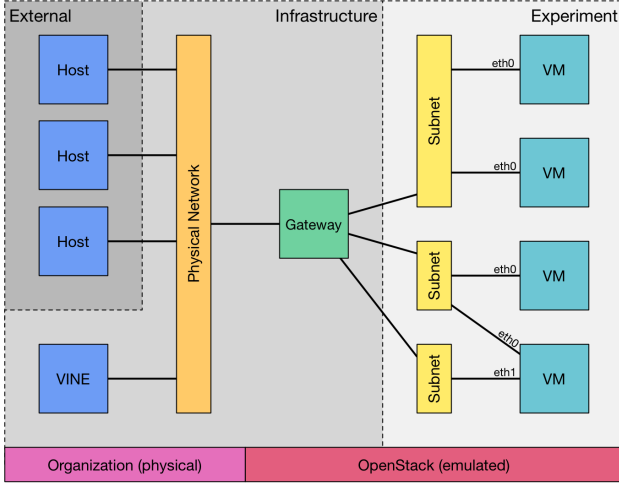 External
Infrastructure
Experiment
Host
Host
Host
VINE
Physical Network
Gateway
Subnet
Subnet
Subnet
eth0
VM
eth0
VM
eth0
VM
eth0
eth1
VM
Organization (physical)
OpenStack (emulated)